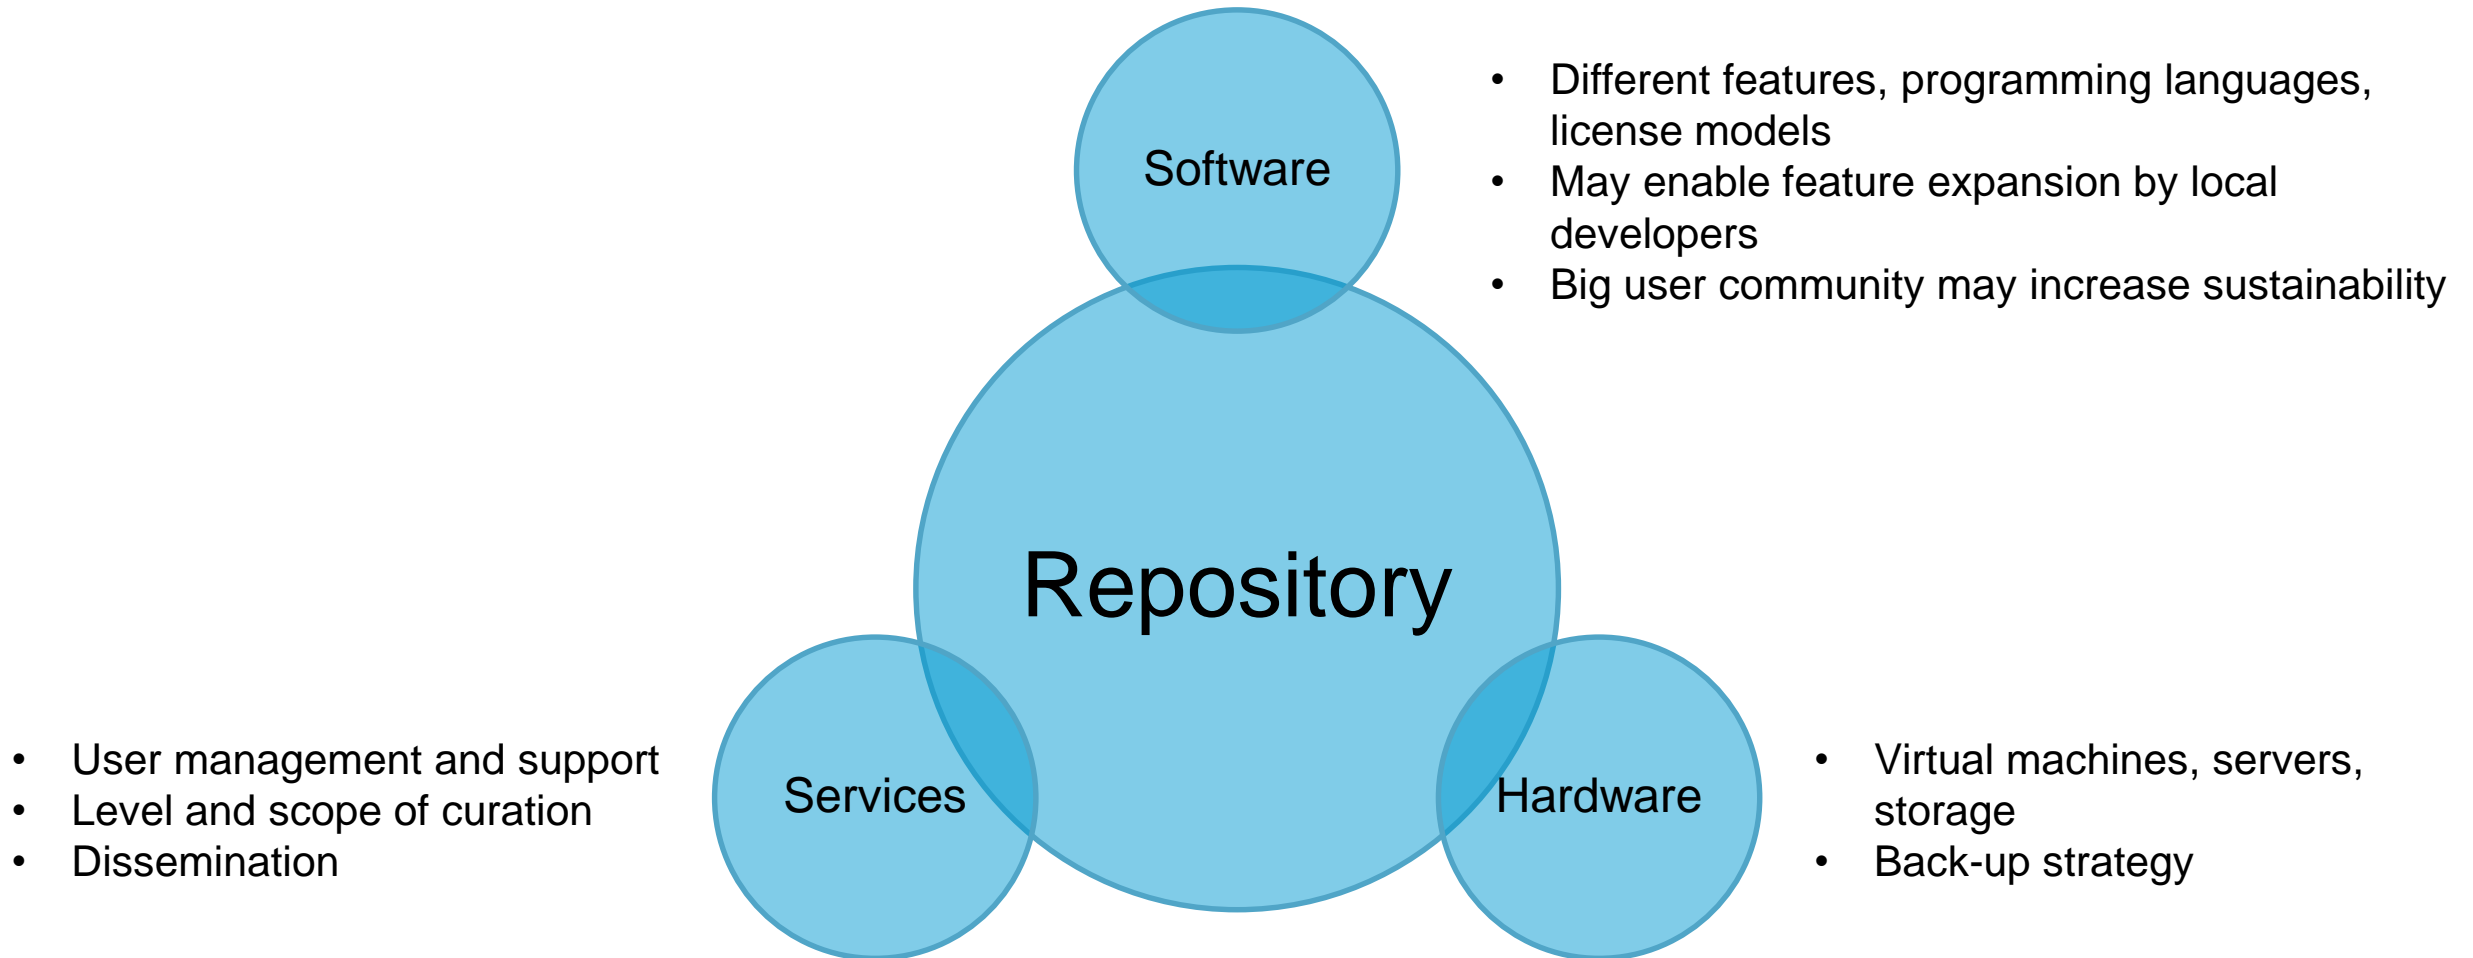 Software
• Different features, programming languages,
license models
• May enable feature expansion by local
developers
• Big user community may increase sustainability
Repository
• User management and support
• Level and scope of curation
• Dissemination
Services
Hardware
• Virtual machines, servers,
storage
• Back-up strategy